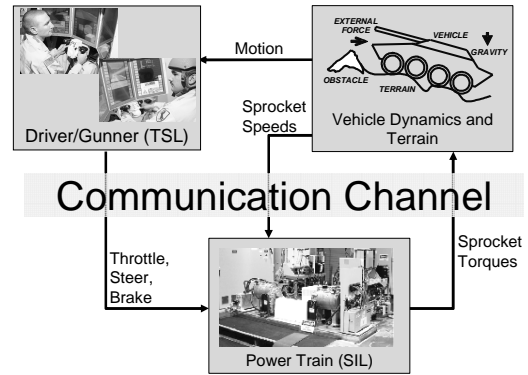 EXTERNAL
FORCE
VEHICLE
GRAVITY
OBSTACLE
TERRAIN
Motion
Driver/Gunner (TSL)
Sprocket
Speeds
Vehicle Dynamics and
Terrain
Communication Channel
Throttle,
Steer,
Brake
Sprocket
Torques
Power Train (SIL)